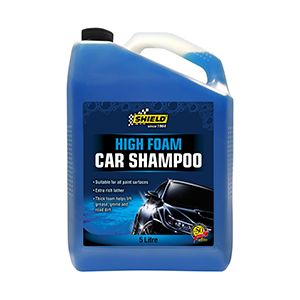 SHIELD
since 1964
HIGH FOAM
CAR SHAMPOO
• Suitable for all paint surfaces
• Extra rich lather
• Thick foam helps lift
grease, grime and
road dirt
5 Litre